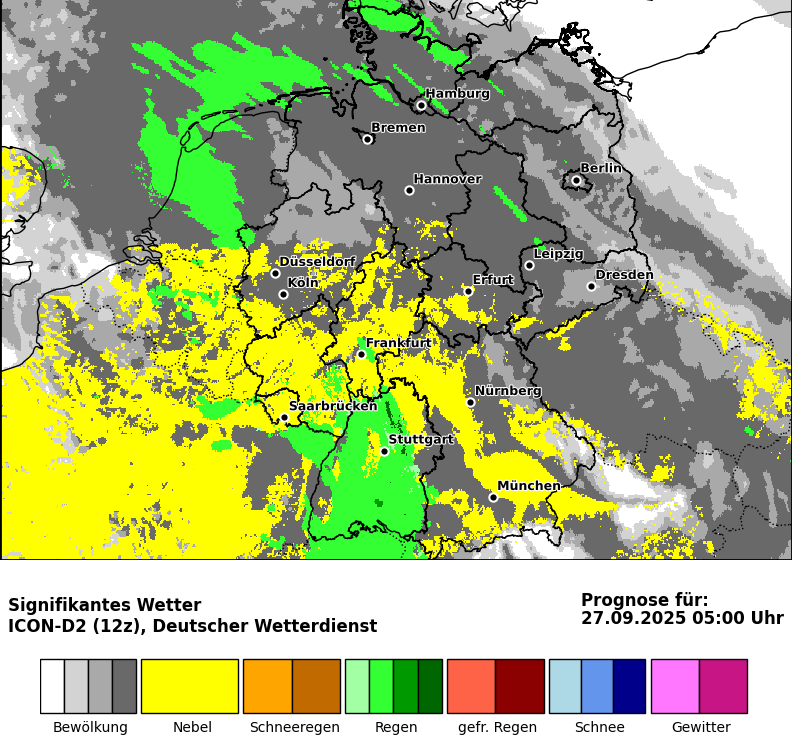 Hamburg
Bremen
Berlin
Hannover
Düsseldorf
Leipzig
Köln
Erfurt
Dresden
Frankfurt
Nürnberg
Saarbrücken
Stuttgart
München
Signifikantes Wetter
ICON-D2 (12z), Deutscher Wetterdienst
Prognose für:
27.09.2025 05:00 Uhr
Bewölkung
Nebel
Schneeregen
Regen
gefr. Regen
Schnee
Gewitter